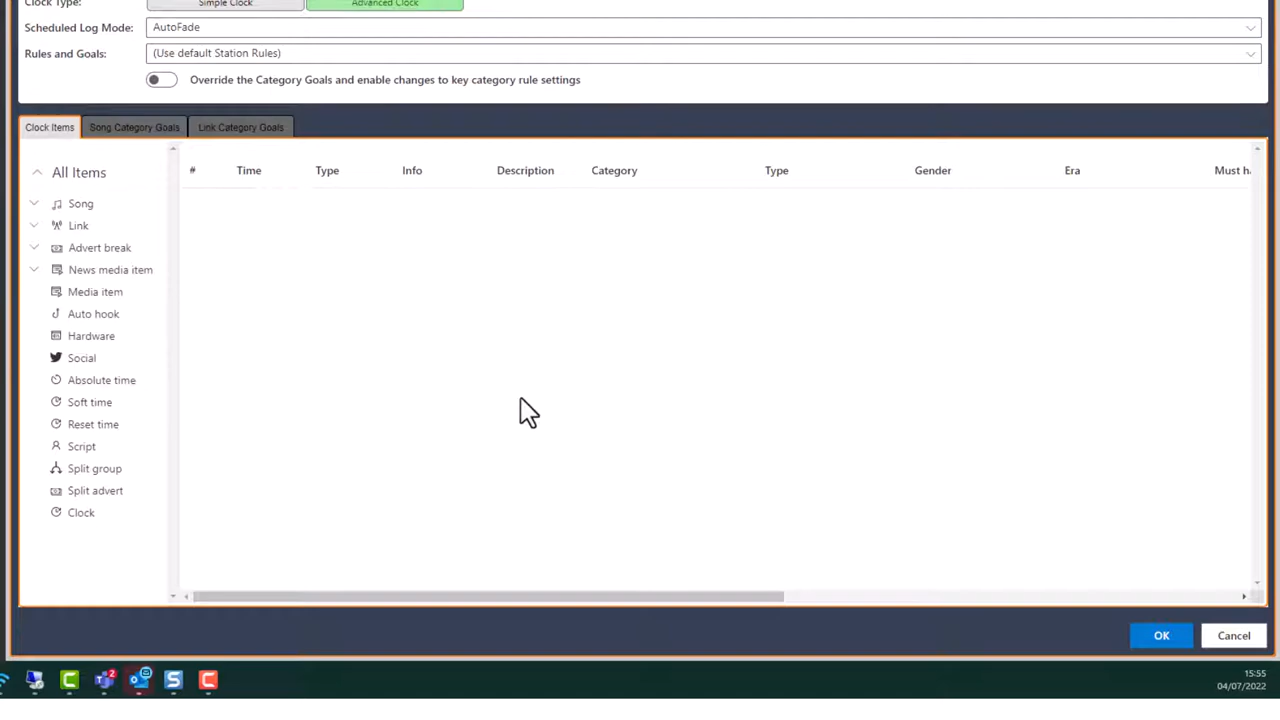 Clock Type: Simple Clock Advanced Clock
Scheduled Log Mode: AutoFade
Rules and Goals: (Use default Station Rules)
Override the Category Goals and enable changes to key category rule settings
Clock Items Song Category Goals Link Category Goals
All Items
# Time Type Info Description Category Type Gender Era Must h
Song
Link
Advert break
News media item
Media item
Auto hook
Hardware
Social
Absolute time
Soft time
Reset time
Script
Split group
Split advert
Clock
OK Cancel
2
15:55
04/07/2022